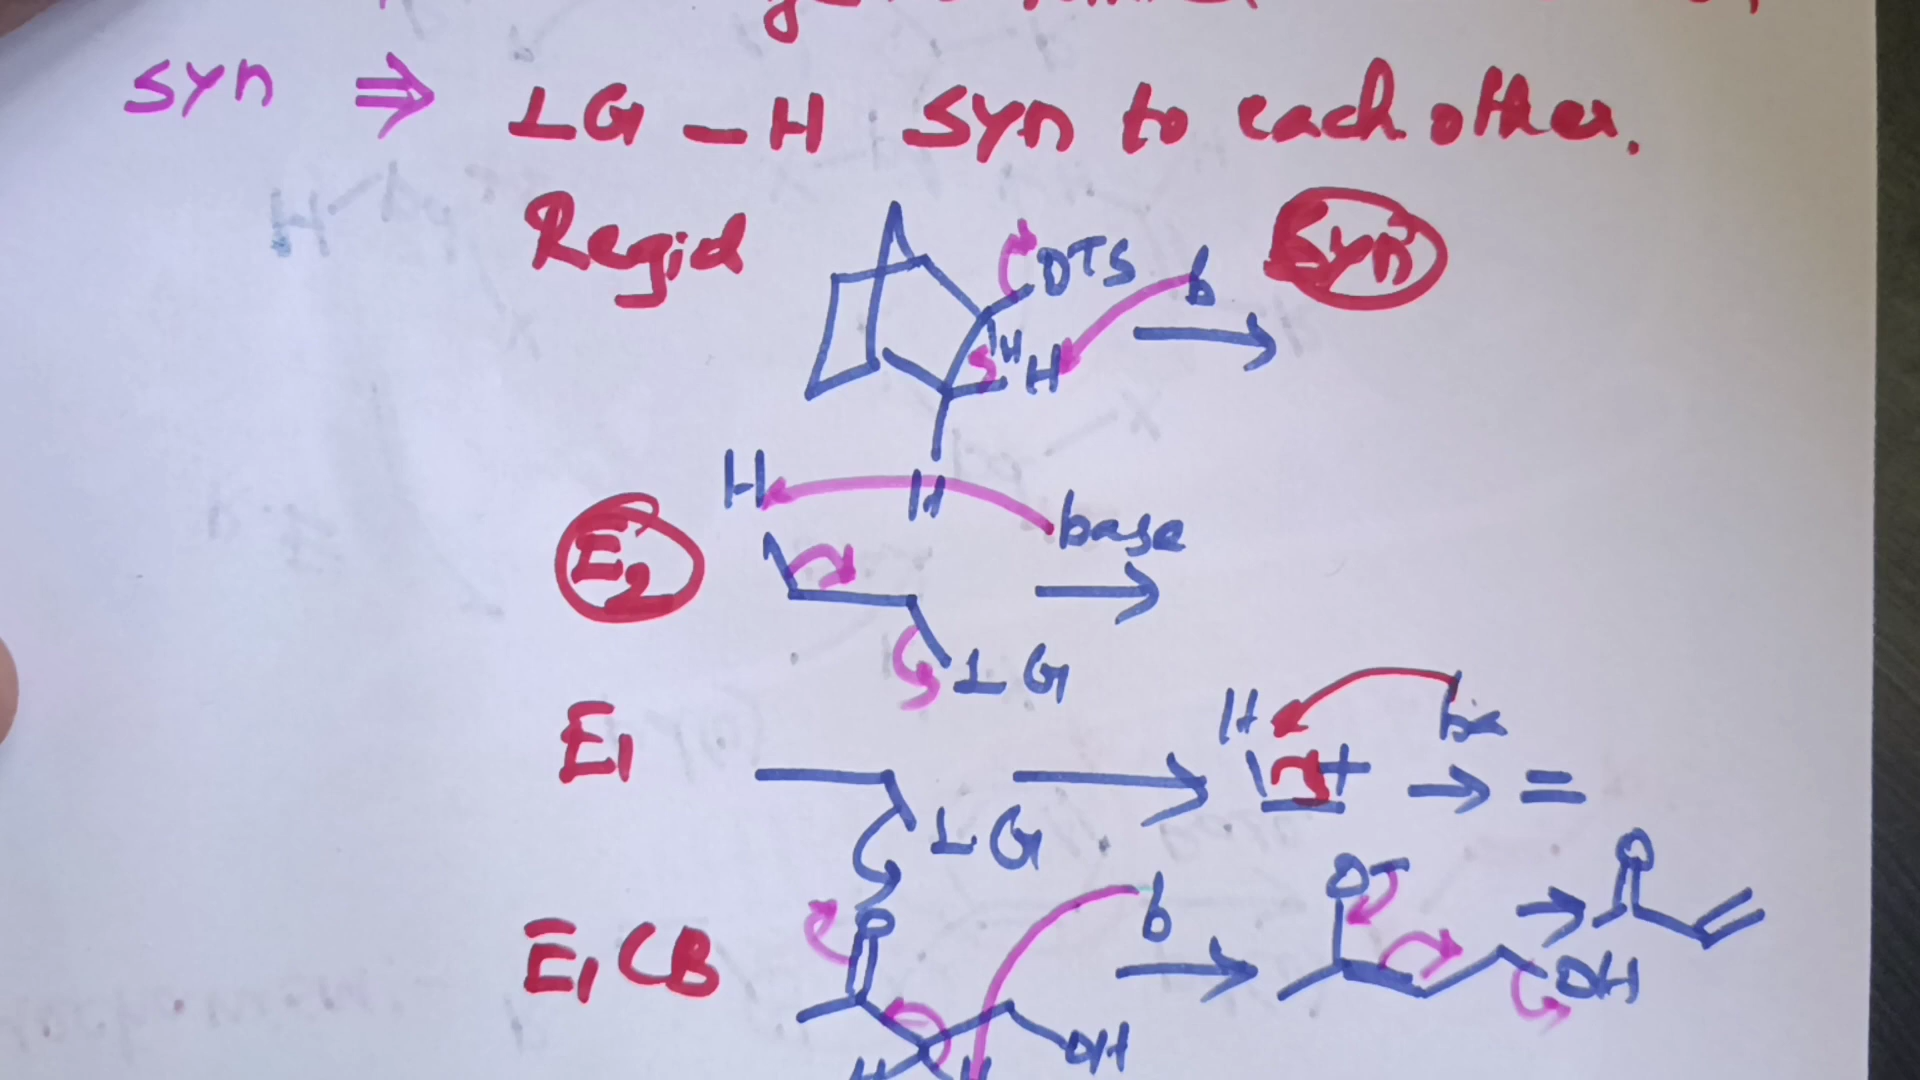 syn ⇒ LG - H Syn to each other.
Regid
OTS
b
Syn
H
H
H
H
base
E2
LG
E1
H
LG
+
=
E1CB
O
b
OH
H
H
O-
OH
O